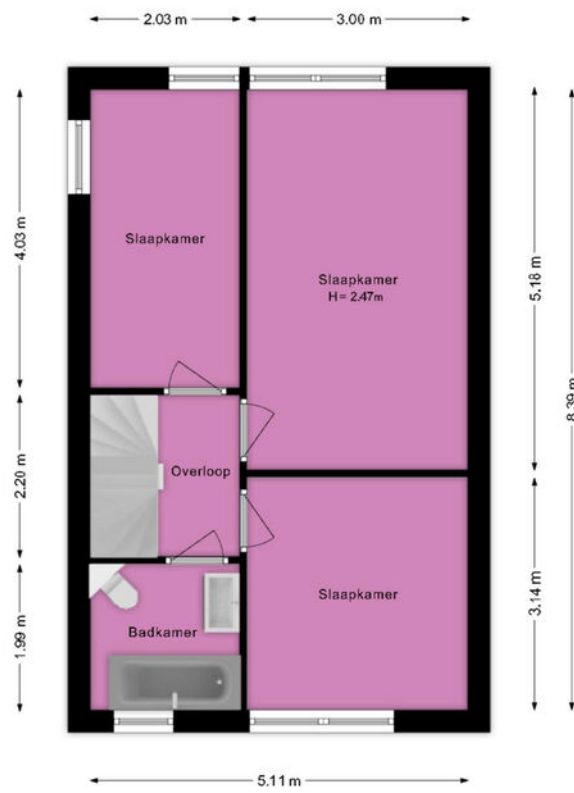 2.03 m
3.00 m
4.03 m
Slaapkamer
Slaapkamer
H = 2.47m
5.18 m
8.39 m
2.20 m
Overloop
1.99 m
Badkamer
Slaapkamer
3.14 m
5.11 m